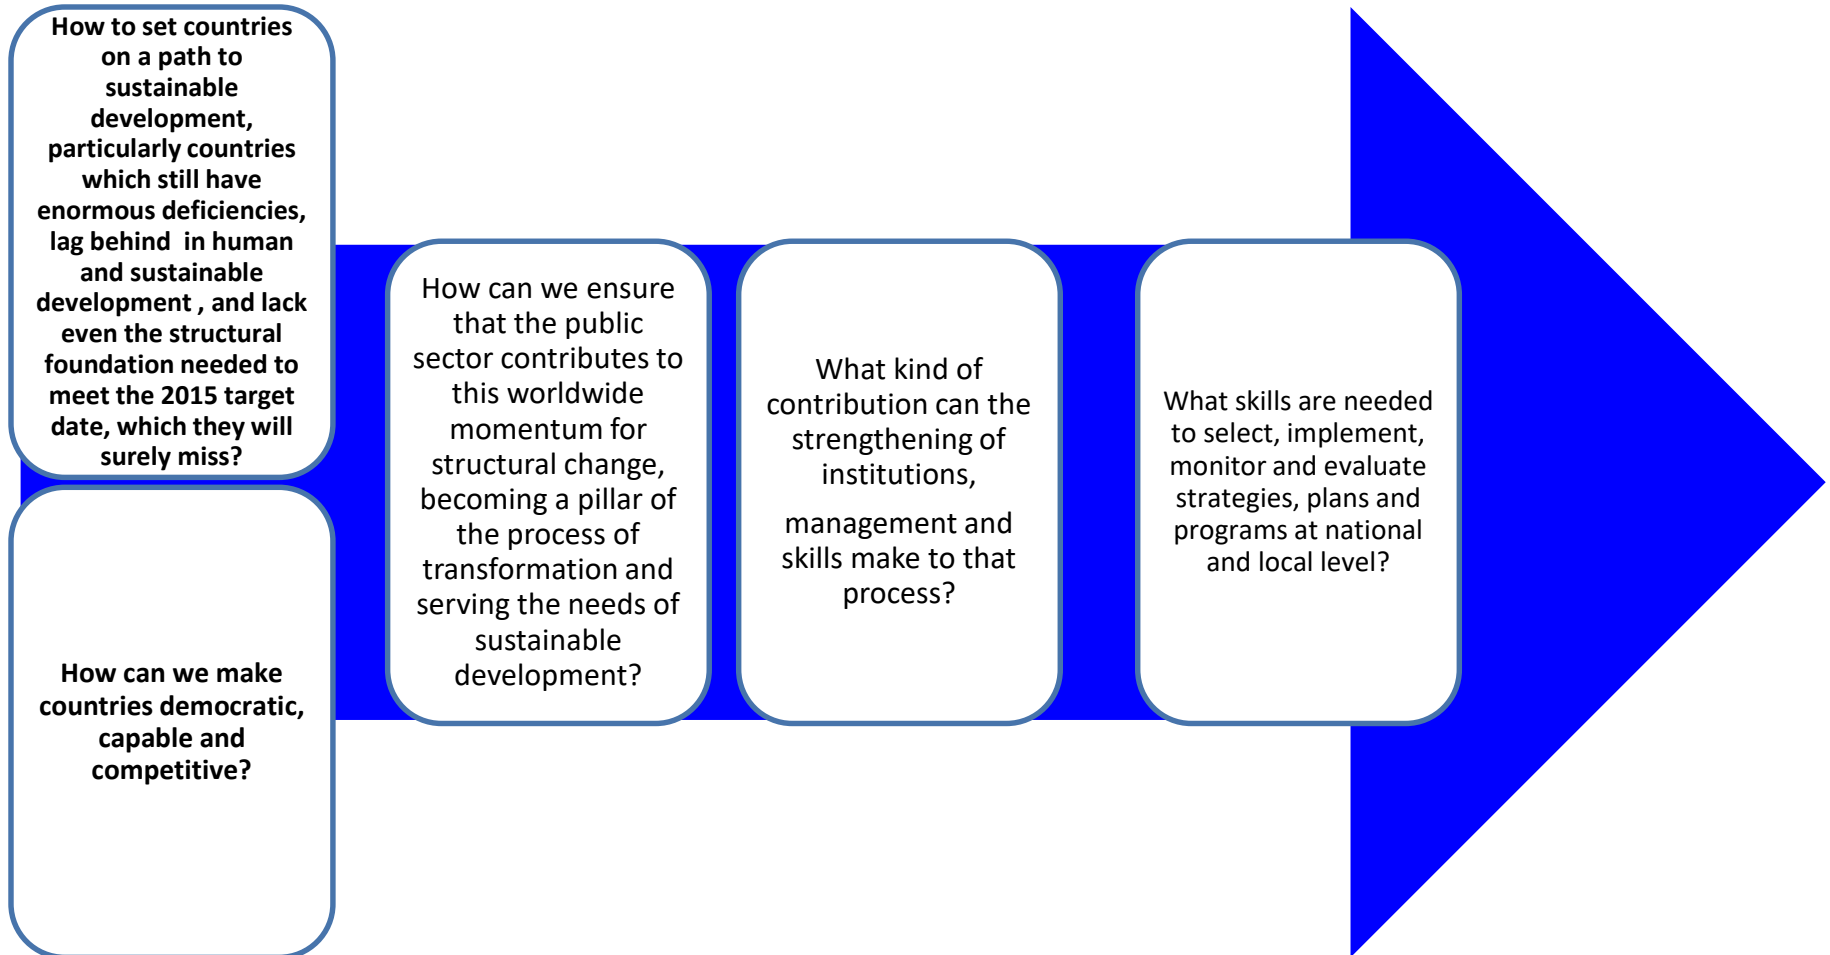 How to set countries
on a path to
sustainable
development,
particularly countries
which still have
enormous deficiencies,
lag behind  in human
and sustainable
development , and lack
even the structural
foundation needed to
meet the 2015 target
date, which they will
surely miss?
How can we make
countries democratic,
capable and
competitive?
How can we ensure
that the public
sector contributes to
this worldwide
momentum for
structural change,
becoming a pillar of
the process of
transformation and
serving the needs of
sustainable
development?
What kind of
contribution can the
strengthening of
institutions,
management and
skills make to that
process?
What skills are needed
to select, implement,
monitor and evaluate
strategies, plans and
programs at national
and local level?